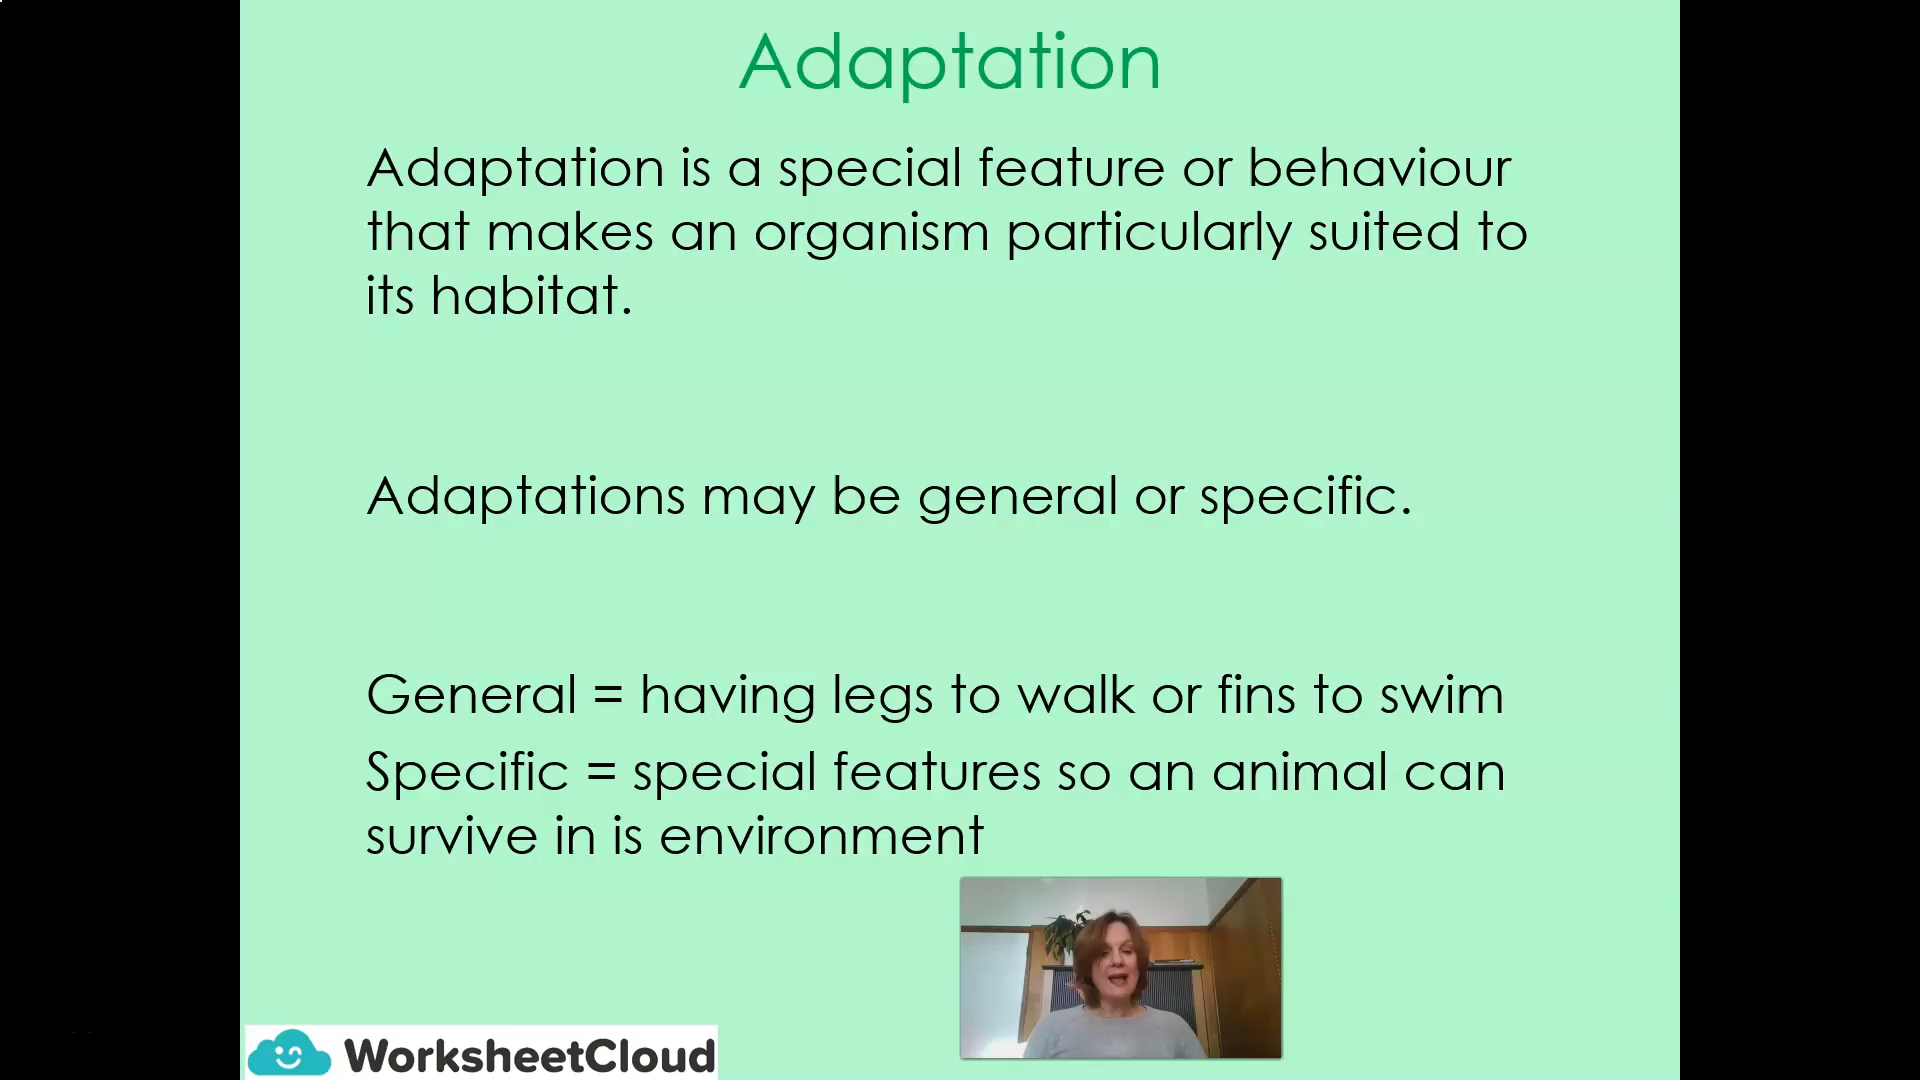 Adaptation
Adaptation is a special feature or behaviour
that makes an organism particularly suited to
its habitat.
Adaptations may be general or specific.
General = having legs to walk or fins to swim
Specific = special features so an animal can
survive in is environment
WorksheetCloud